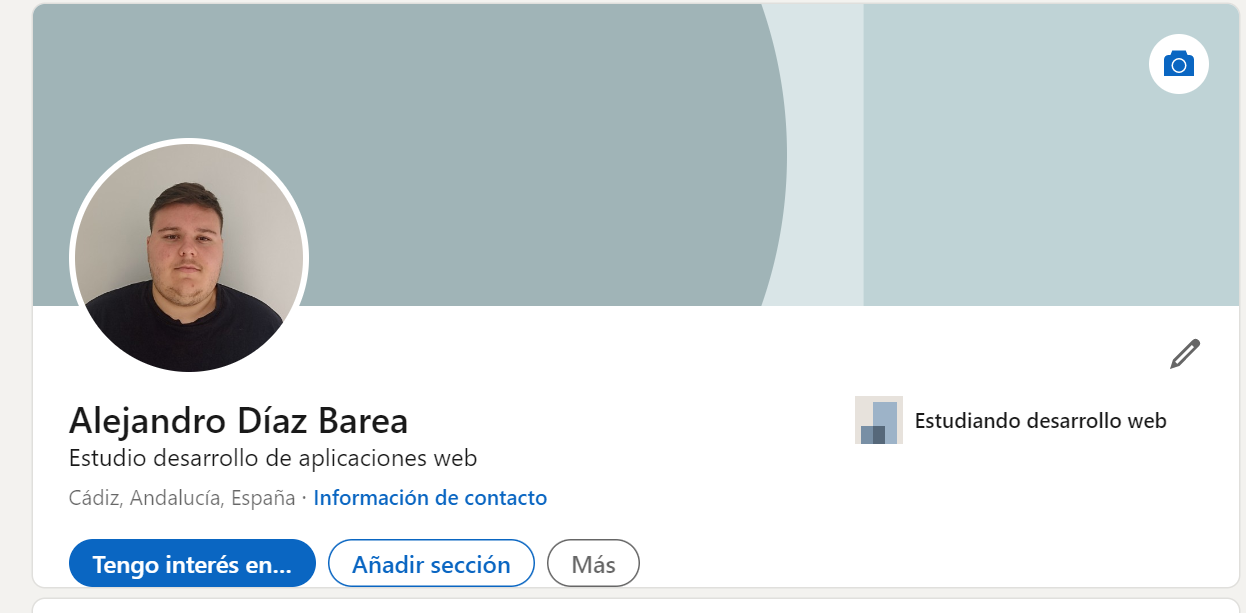 Alejandro Díaz Barea
Estudio desarrollo de aplicaciones web
Cádiz, Andalucía, España · Información de contacto
Estudiando desarrollo web
Tengo interés en...
Añadir sección
Más